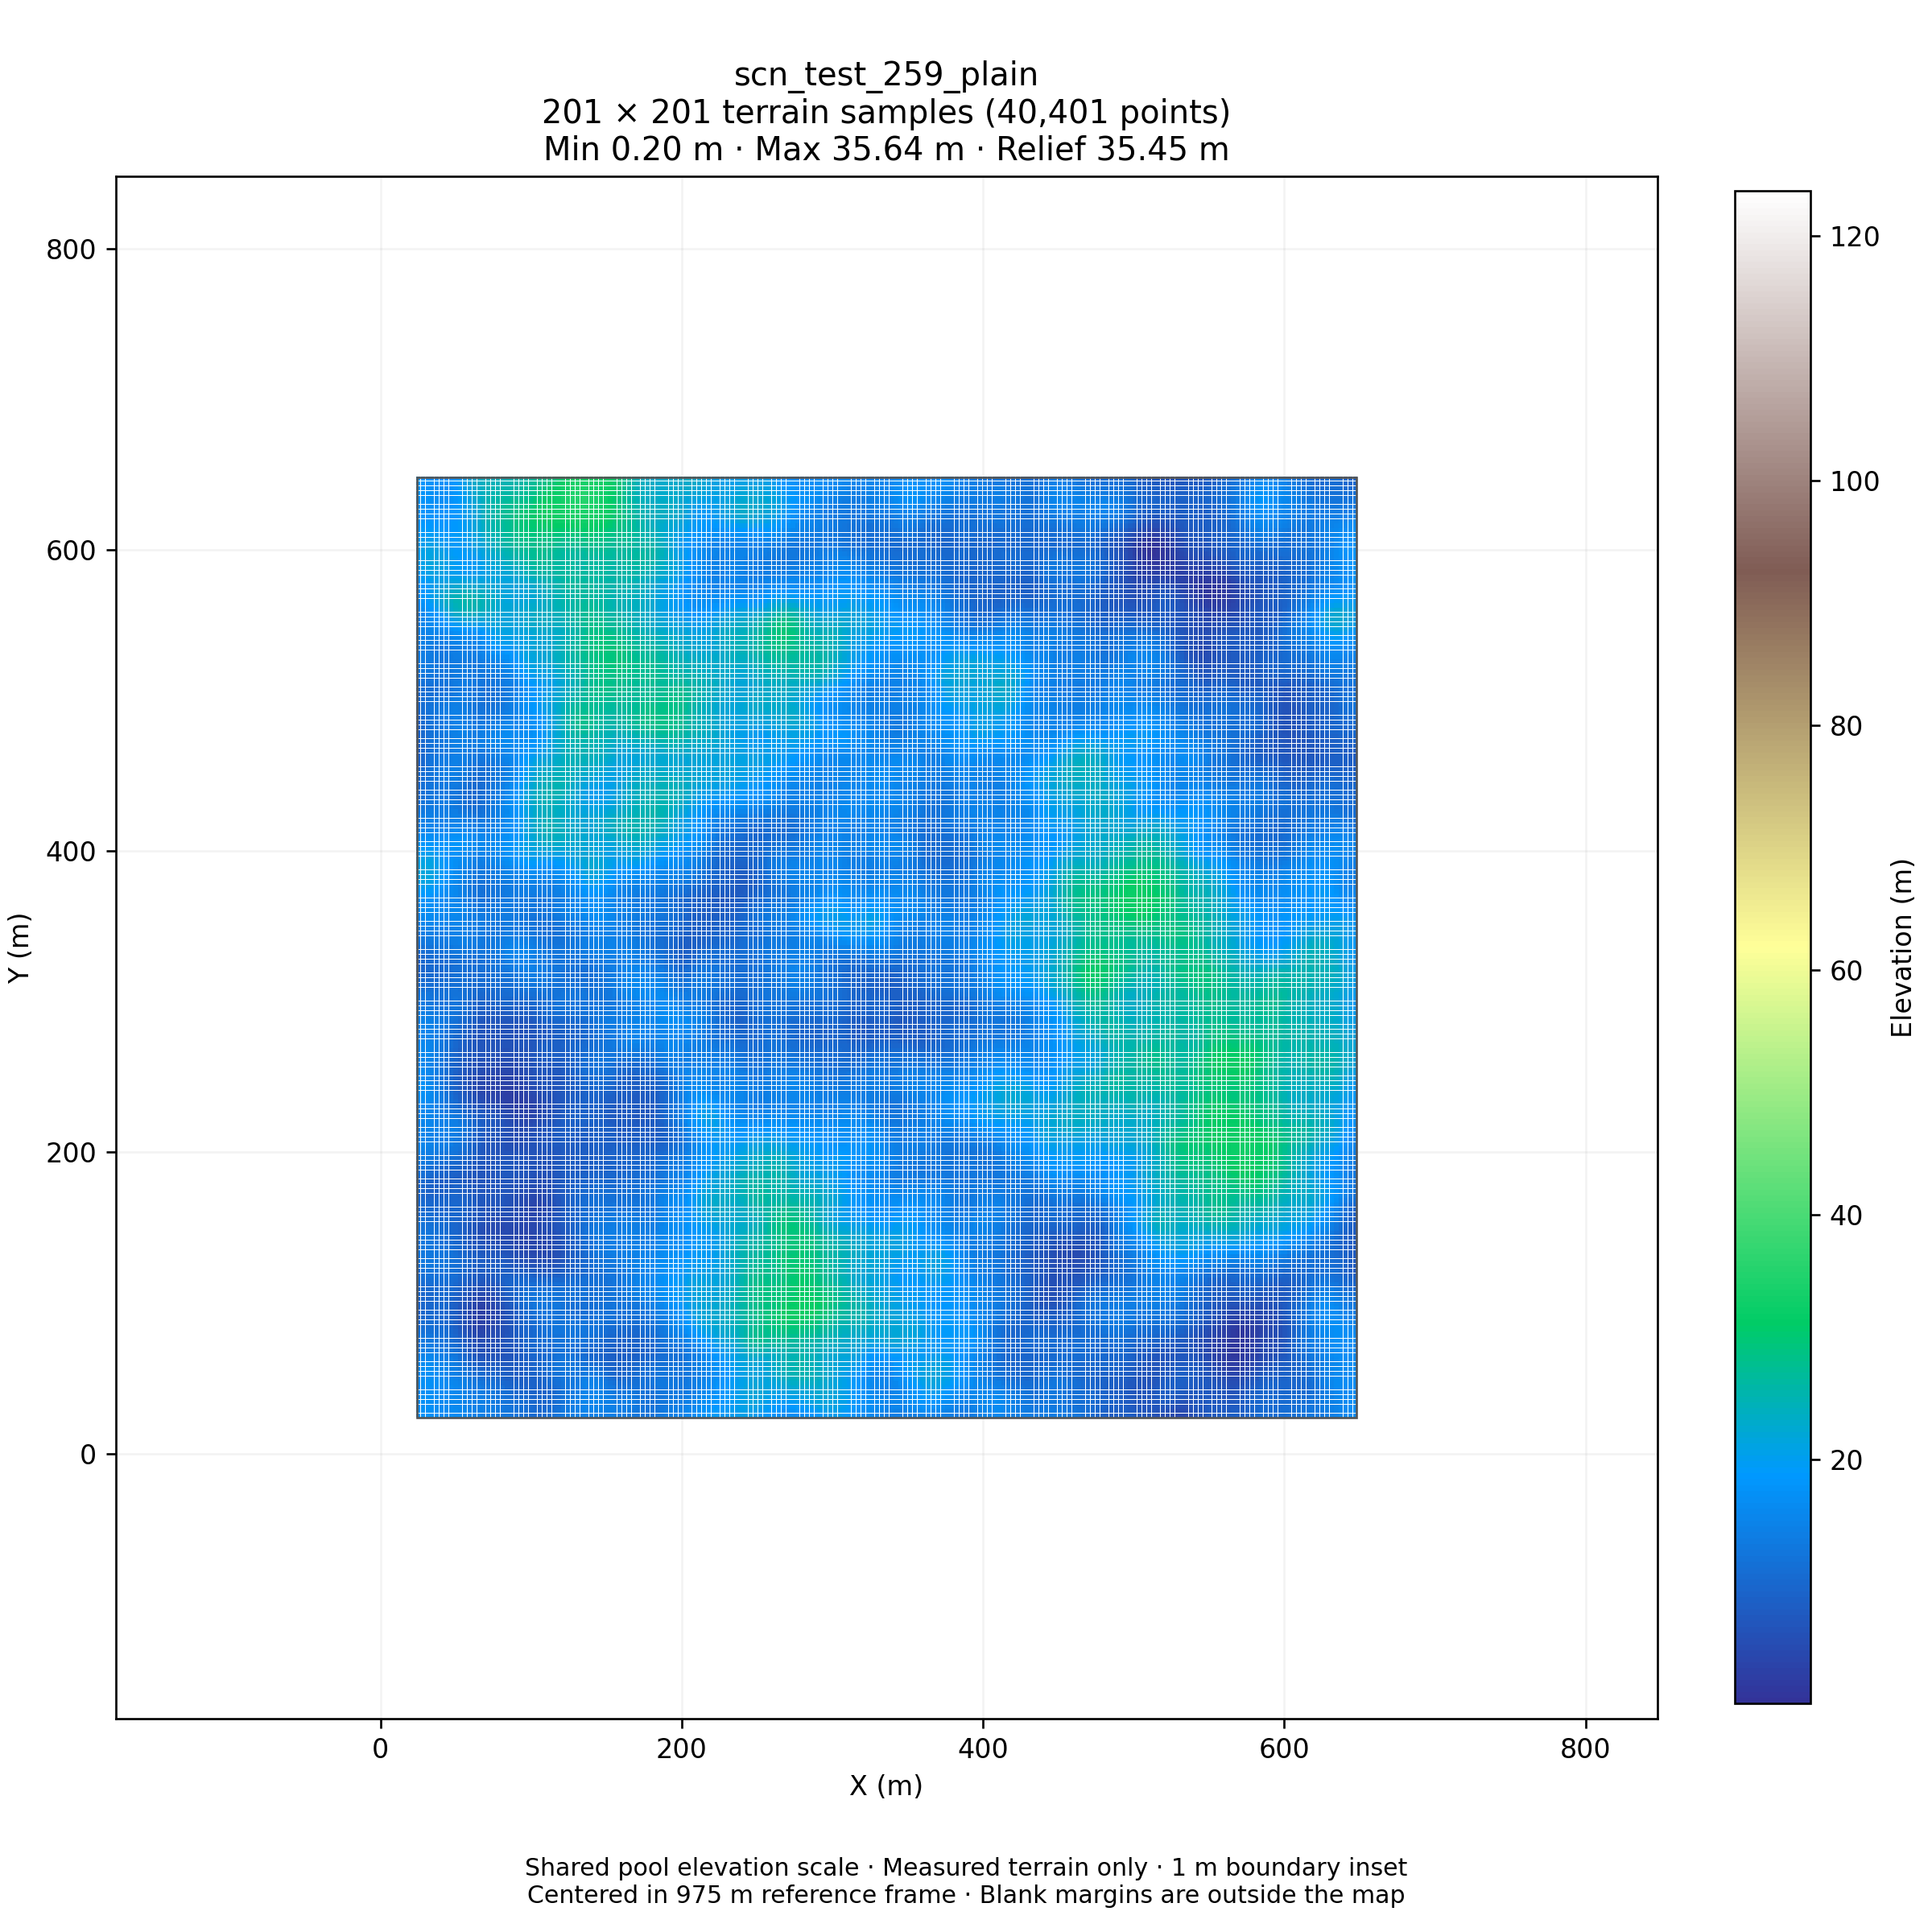 scn_test_259_plain
201 × 201 terrain samples (40,401 points)
Min 0.20 m · Max 35.64 m · Relief 35.45 m
800
600
400
200
0
Y (m)
0
200
400
600
800
X (m)
120
100
80
60
40
20
Elevation (m)
Shared pool elevation scale · Measured terrain only · 1 m boundary inset
Centered in 975 m reference frame · Blank margins are outside the map